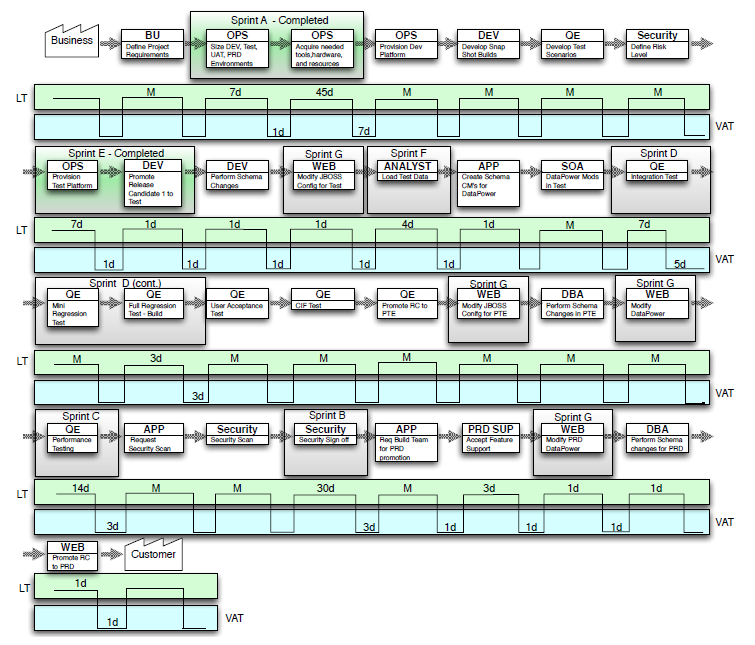 Sprint A - Completed
Business
BU
Define Project
Requirements
OPS
Size DEV, Test,
UAT, PRD
Environments
OPS
Acquire needed
tools,hardware,
and resources
OPS
Provision Dev
Platform
DEV
Develop Snap
Shot Builds
QE
Develop Test
Scenarios
Security
Define Risk
Level
LT
M
7d
45d
M
M
M
M
1d
7d
VAT
Sprint E - Completed
OPS
Provision
Test Platform
DEV
Promote
Release
Candidate 1 to
Test
DEV
Perform Schema
Changes
Sprint G
WEB
Modify JBOSS
Config for Test
Sprint F
ANALYST
Load Test Data
APP
Create Schema
CM's for
DataPower
SOA
DataPower Mods
in Test
Sprint D
QE
Integration Test
LT
7d
1d
1d
1d
4d
1d
M
7d
1d
1d
1d
1d
1d
5d
VAT
Sprint D (cont.)
QE
Mini
Regression
Test
QE
Full Regression
Test - Build
QE
User Acceptance
Test
QE
CIF Test
QE
Promote RC to
PTE
Sprint G
WEB
Modify JBOSS
Conifg for PTE
DBA
Perform Schema
Changes in PTE
Sprint G
WEB
Modify
DataPower
LT
M
3d
M
M
M
M
M
M
3d
VAT
Sprint C
QE
Performance
Testing
APP
Request
Security Scan
Security
Security Scan
Sprint B
Security
Security Sign off
APP
Req Build Team
for PRD
promotion
PRD SUP
Accept Feature
Support
Sprint G
WEB
Modify PRD
DataPower
DBA
Perform Schema
changes for PRD
LT
14d
M
M
30d
M
3d
1d
1d
3d
3d
1d
1d
1d
VAT
WEB
Promote RC
to PRD
Customer
LT
1d
1d
VAT